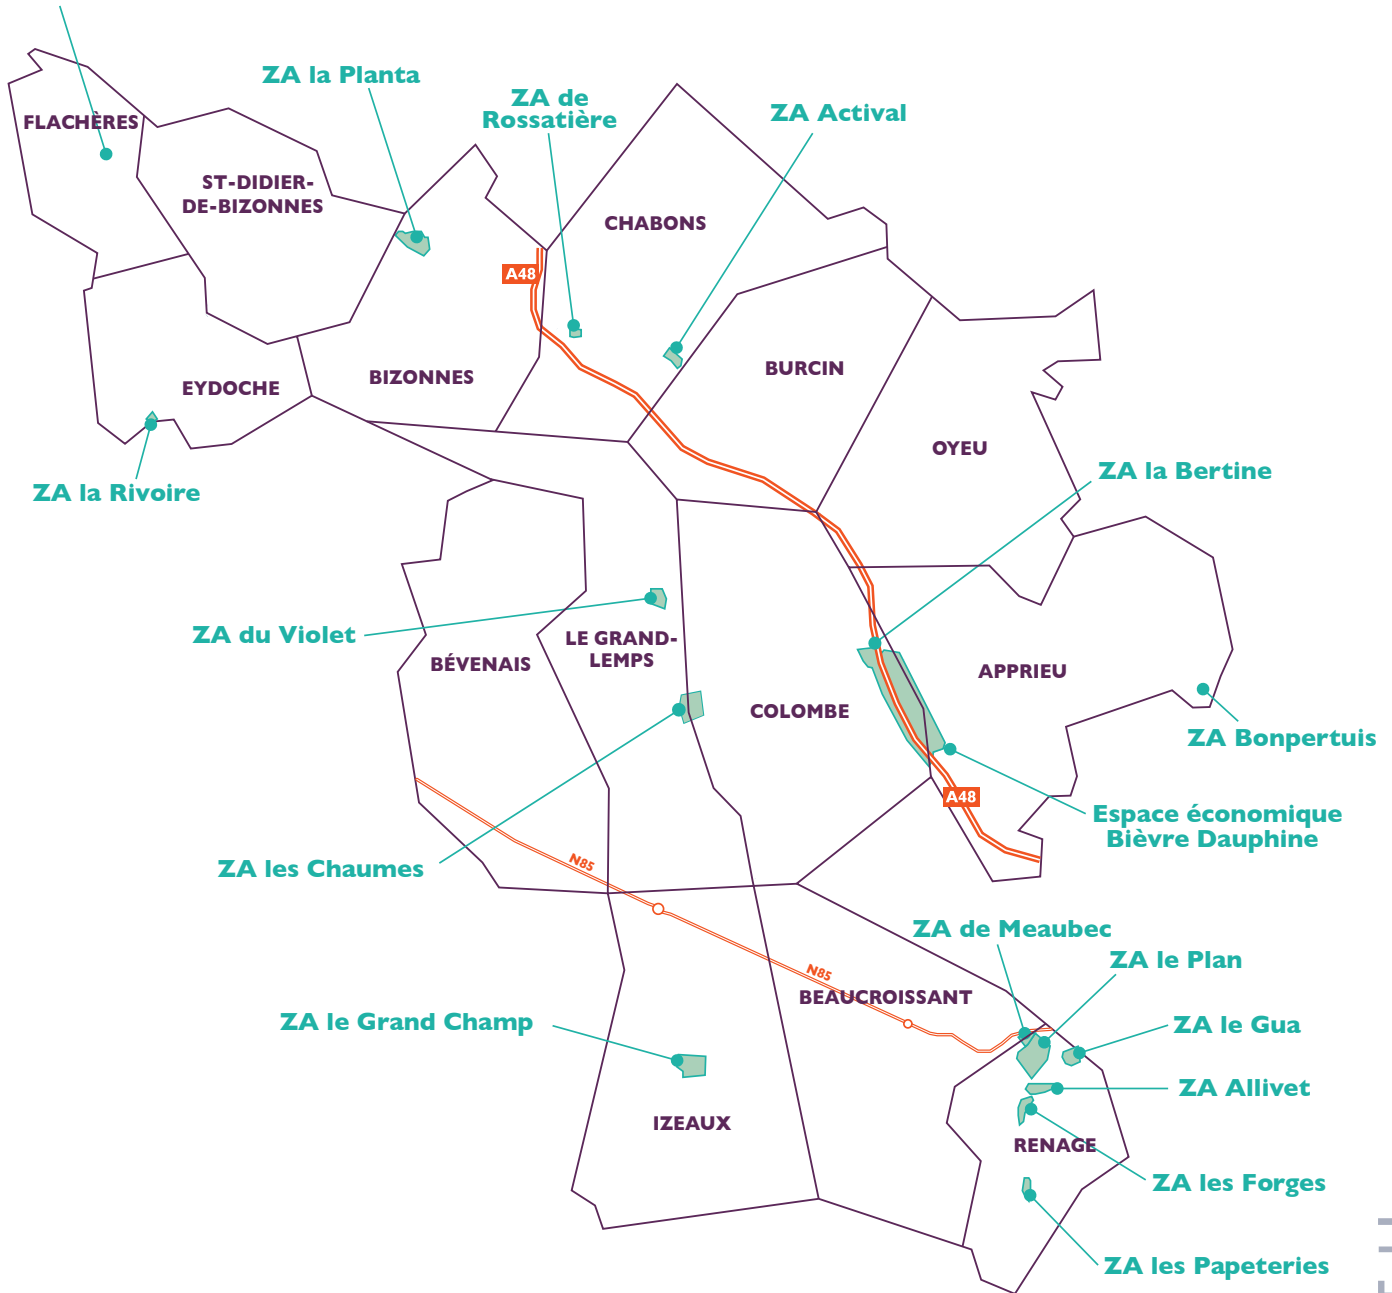 ZA la Planta
ZA de
Rossatière
ZA Actival
FLACHÈRES
ST-DIDIER-
DE-BIZONNES
CHABONS
A48
BURCIN
BIZONNES
EYDOCHE
OYEU
ZA la Bertine
ZA la Rivoire
ZA du Violet
LE GRAND-
LEMPS
BÉVENAIS
APPRIEU
COLOMBE
ZA Bonpertuis
A48
Espace économique
Bièvre Dauphine
N85
ZA les Chaumes
ZA de Meaubec
ZA le Plan
N85
BEAUCROISSANT
ZA le Grand Champ
ZA le Gua
ZA Allivet
IZEAUX
RENAGE
ZA les Forges
ZA les Papeteries